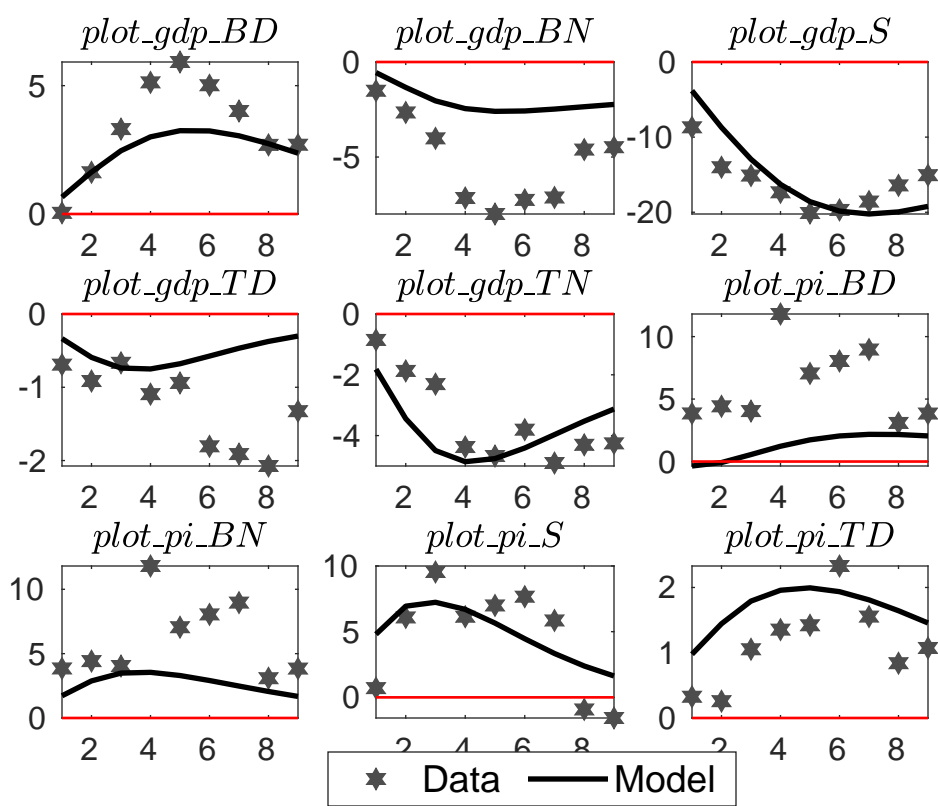 plot_gdp_BD
plot_gdp_BN
plot_gdp_S
5
0
2 4 6 8
0
-5
2 4 6 8
0
-10
-20
2 4 6 8
plot_gdp_TD
plot_gdp_TN
plot_pi_BD
0
-1
-2
2 4 6 8
0
-2
-4
2 4 6 8
10
5
0
2 4 6 8
plot_pi_BN
plot_pi_S
plot_pi_TD
10
5
0
2 4 6 8
10
5
0
2 4 6 8
2
1
0
2 4 6 8
Data Model